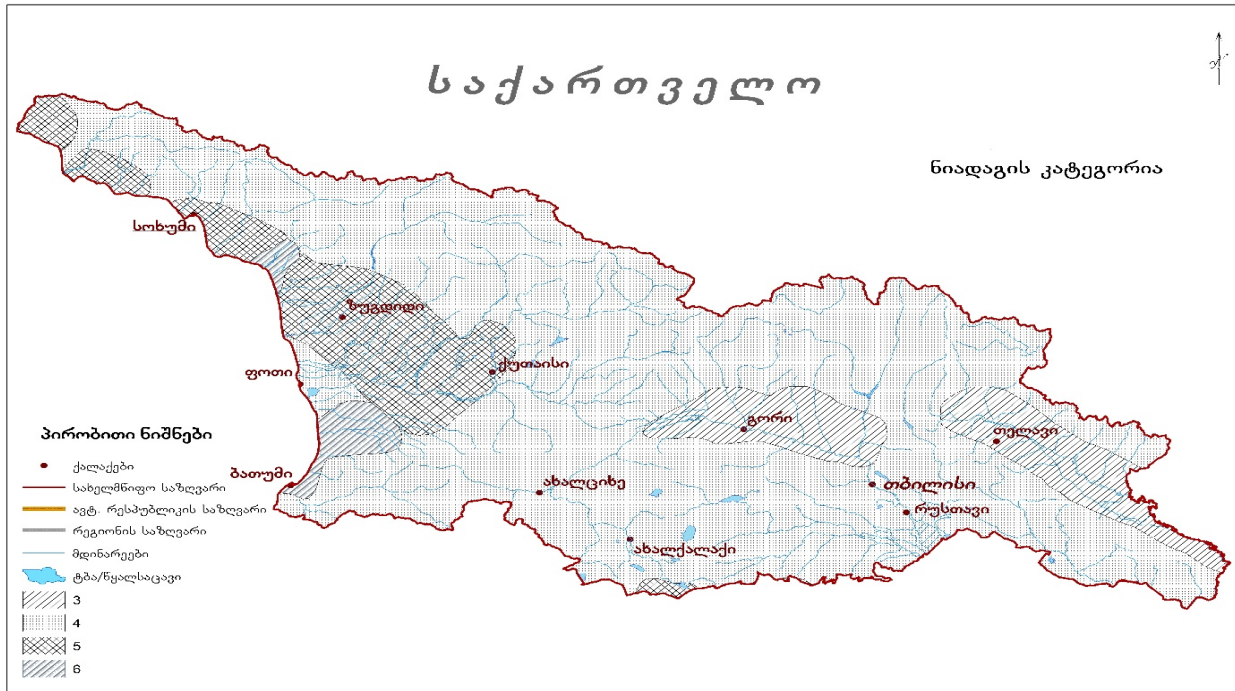 საქართველო
ნიადაგის კატეგორია
სოხუმი
ზუგდიდი
ქუთაისი
ფოთი
გორი
თელავი
ბათუმი
ახალციხე
თბილისი
რუსთავი
ახალქალაქი
პირობითი ნიშნები
ქალაქები
სახელმწიფო საზღვარი
ავტ. რესპუბლიკის საზღვარი
რეგიონის საზღვარი
მდინარეები
ტბა/წყალსაცავი
3
4
5
6